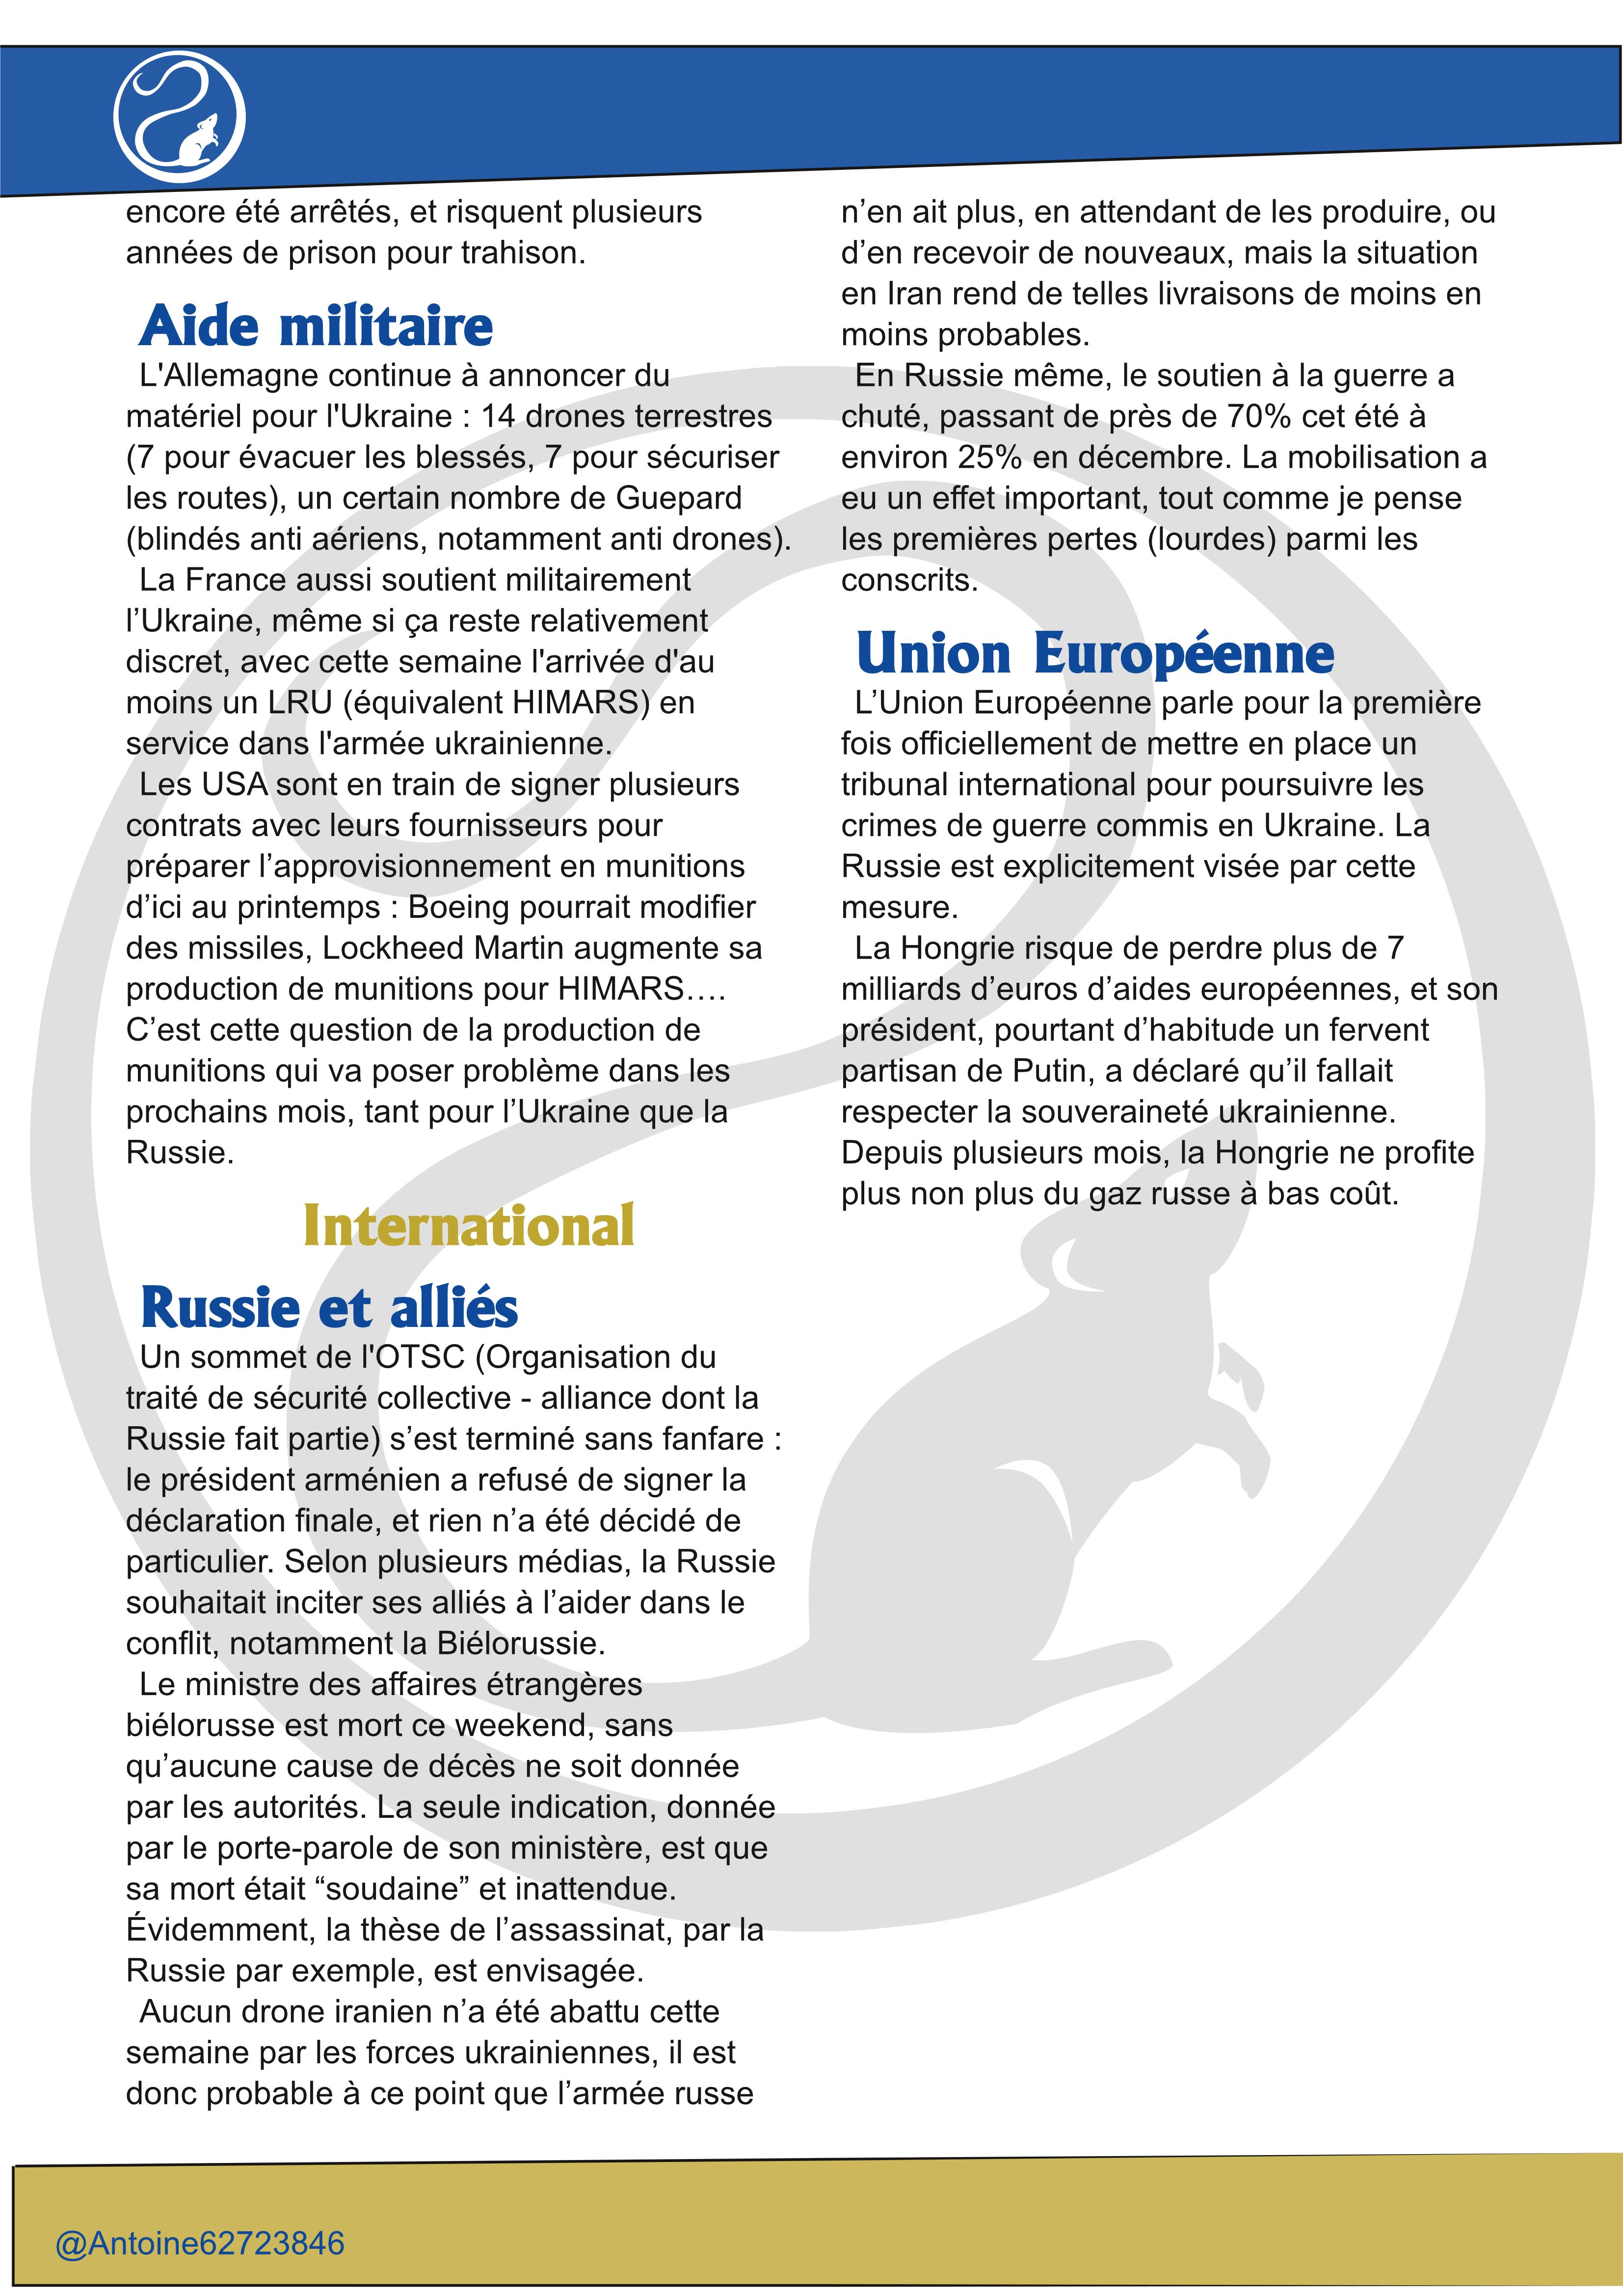 encore été arrêtés, et risquent plusieurs
années de prison pour trahison.
Aide militaire
L'Allemagne continue à annoncer du
matériel pour l'Ukraine : 14 drones terrestres
(7 pour évacuer les blessés, 7 pour sécuriser
les routes), un certain nombre de Guepard
(blindés anti aériens, notamment anti drones).
La France aussi soutient militairement
l’Ukraine, même si ça reste relativement
discret, avec cette semaine l'arrivée d'au
moins un LRU (équivalent HIMARS) en
service dans l'armée ukrainienne.
Les USA sont en train de signer plusieurs
contrats avec leurs fournisseurs pour
préparer l’approvisionnement en munitions
d’ici au printemps : Boeing pourrait modifier
des missiles, Lockheed Martin augmente sa
production de munitions pour HIMARS….
C’est cette question de la production de
munitions qui va poser problème dans les
prochains mois, tant pour l’Ukraine que la
Russie.
International
Russie et alliés
Un sommet de l'OTSC (Organisation du
traité de sécurité collective - alliance dont la
Russie fait partie) s’est terminé sans fanfare :
le président arménien a refusé de signer la
déclaration finale, et rien n’a été décidé de
particulier. Selon plusieurs médias, la Russie
souhaitait inciter ses alliés à l’aider dans le
conflit, notamment la Biélorussie.
Le ministre des affaires étrangères
biélorusse est mort ce weekend, sans
qu’aucune cause de décès ne soit donnée
par les autorités. La seule indication, donnée
par le porte-parole de son ministère, est que
sa mort était “soudaine” et inattendue.
Évidemment, la thèse de l’assassinat, par la
Russie par exemple, est envisagée.
Aucun drone iranien n’a été abattu cette
semaine par les forces ukrainiennes, il est
donc probable à ce point que l’armée russe
n’en ait plus, en attendant de les produire, ou
d’en recevoir de nouveaux, mais la situation
en Iran rend de telles livraisons de moins en
moins probables.
En Russie même, le soutien à la guerre a
chuté, passant de près de 70% cet été à
environ 25% en décembre. La mobilisation a
eu un effet important, tout comme je pense
les premières pertes (lourdes) parmi les
conscrits.
Union Européenne
L’Union Européenne parle pour la première
fois officiellement de mettre en place un
tribunal international pour poursuivre les
crimes de guerre commis en Ukraine. La
Russie est explicitement visée par cette
mesure.
La Hongrie risque de perdre plus de 7
milliards d’euros d’aides européennes, et son
président, pourtant d’habitude un fervent
partisan de Putin, a déclaré qu’il fallait
respecter la souveraineté ukrainienne.
Depuis plusieurs mois, la Hongrie ne profite
plus non plus du gaz russe à bas coût.
@Antoine62723846